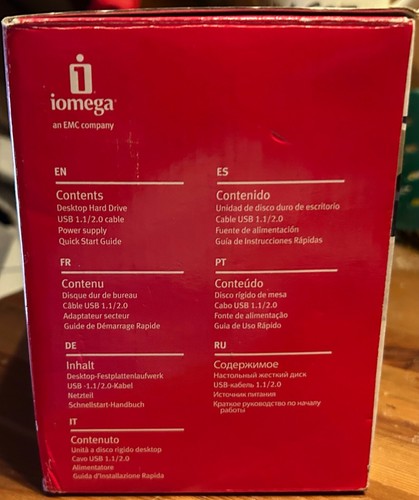 iomega
an EMC company
EN
Contents
Desktop Hard Drive
USB 1.1/2.0 cable
Power supply
Quick Start Guide
ES
Contenido
Unidad de disco duro de escritorio
Cable USB 1.1/2.0
Fuente de alimentación
Guía de Instrucciones Rápidas
FR
Contenu
Disque dur de bureau
Câble USB 1.1/2.0
Adaptateur secteur
Guide de Démarrage Rapide
PT
Conteúdo
Disco rígido de mesa
Cabo USB 1.1/2.0
Fonte de alimentação
Guia de Uso Rápido
DE
Inhalt
Desktop-Festplattenlaufwerk
USB -1.1/2.0-Kabel
Netzteil
Schnellstart-Handbuch
RU
Содержимое
Настольный жесткий диск
USB-кабель 1.1/2.0
Источник питания
Краткое руководство по началу
работы
IT
Contenuto
Unità a disco rigido desktop
Cavo USB 1.1/2.0
Alimentatore
Guida d'Installazione Rapida